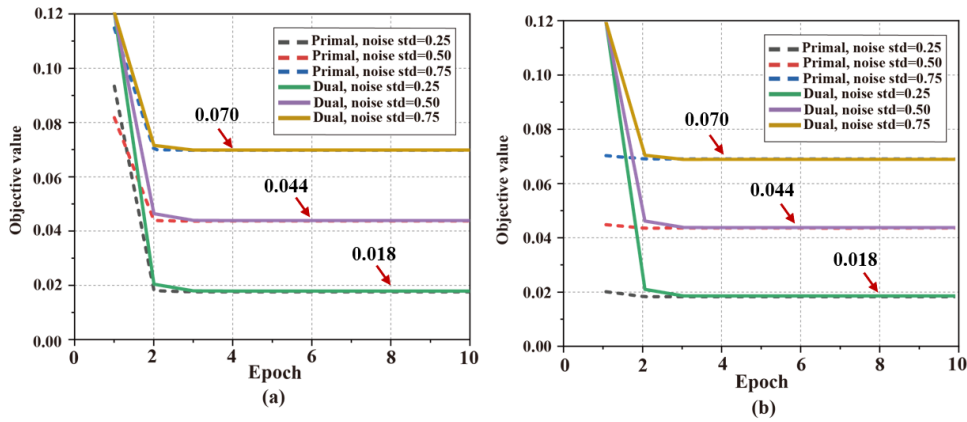 0.12
0.10
0.08
0.06
0.04
0.02
0.00
Objective value
Primal, noise std=0.25
Primal, noise std=0.50
Primal, noise std=0.75
Dual, noise std=0.25
Dual, noise std=0.50
Dual, noise std=0.75
0.070
0.044
0.018
0 2 4 6 8 10
Epoch
(a)
0.12
0.10
0.08
0.06
0.04
0.02
0.00
Objective value
Primal, noise std=0.25
Primal, noise std=0.50
Primal, noise std=0.75
Dual, noise std=0.25
Dual, noise std=0.50
Dual, noise std=0.75
0.070
0.044
0.018
0 2 4 6 8 10
Epoch
(b)